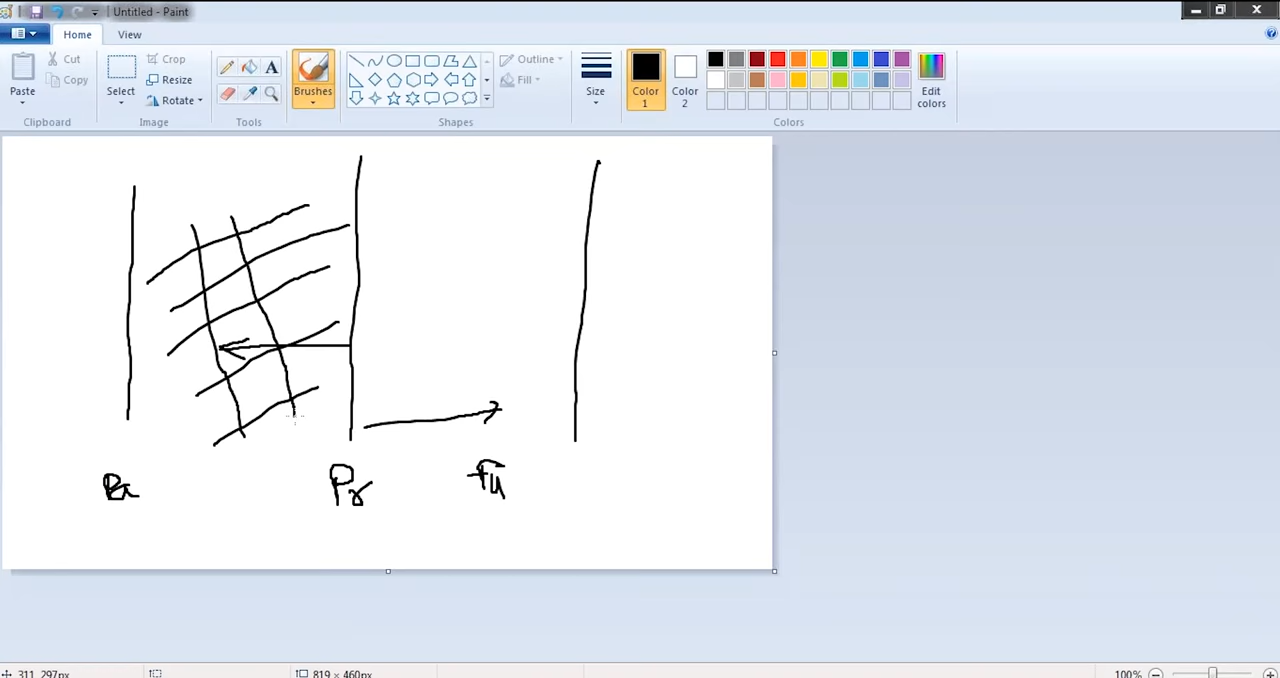 Untitled - Paint
Home View
Cut
Copy
Paste
Clipboard
Select
Crop
Resize
Rotate
Image
A
Tools
Brushes
Outline
Fill
Shapes
Size
Color 1
Color 2
Edit colors
Colors
Pr fu
311, 297px 819 × 460px 100%